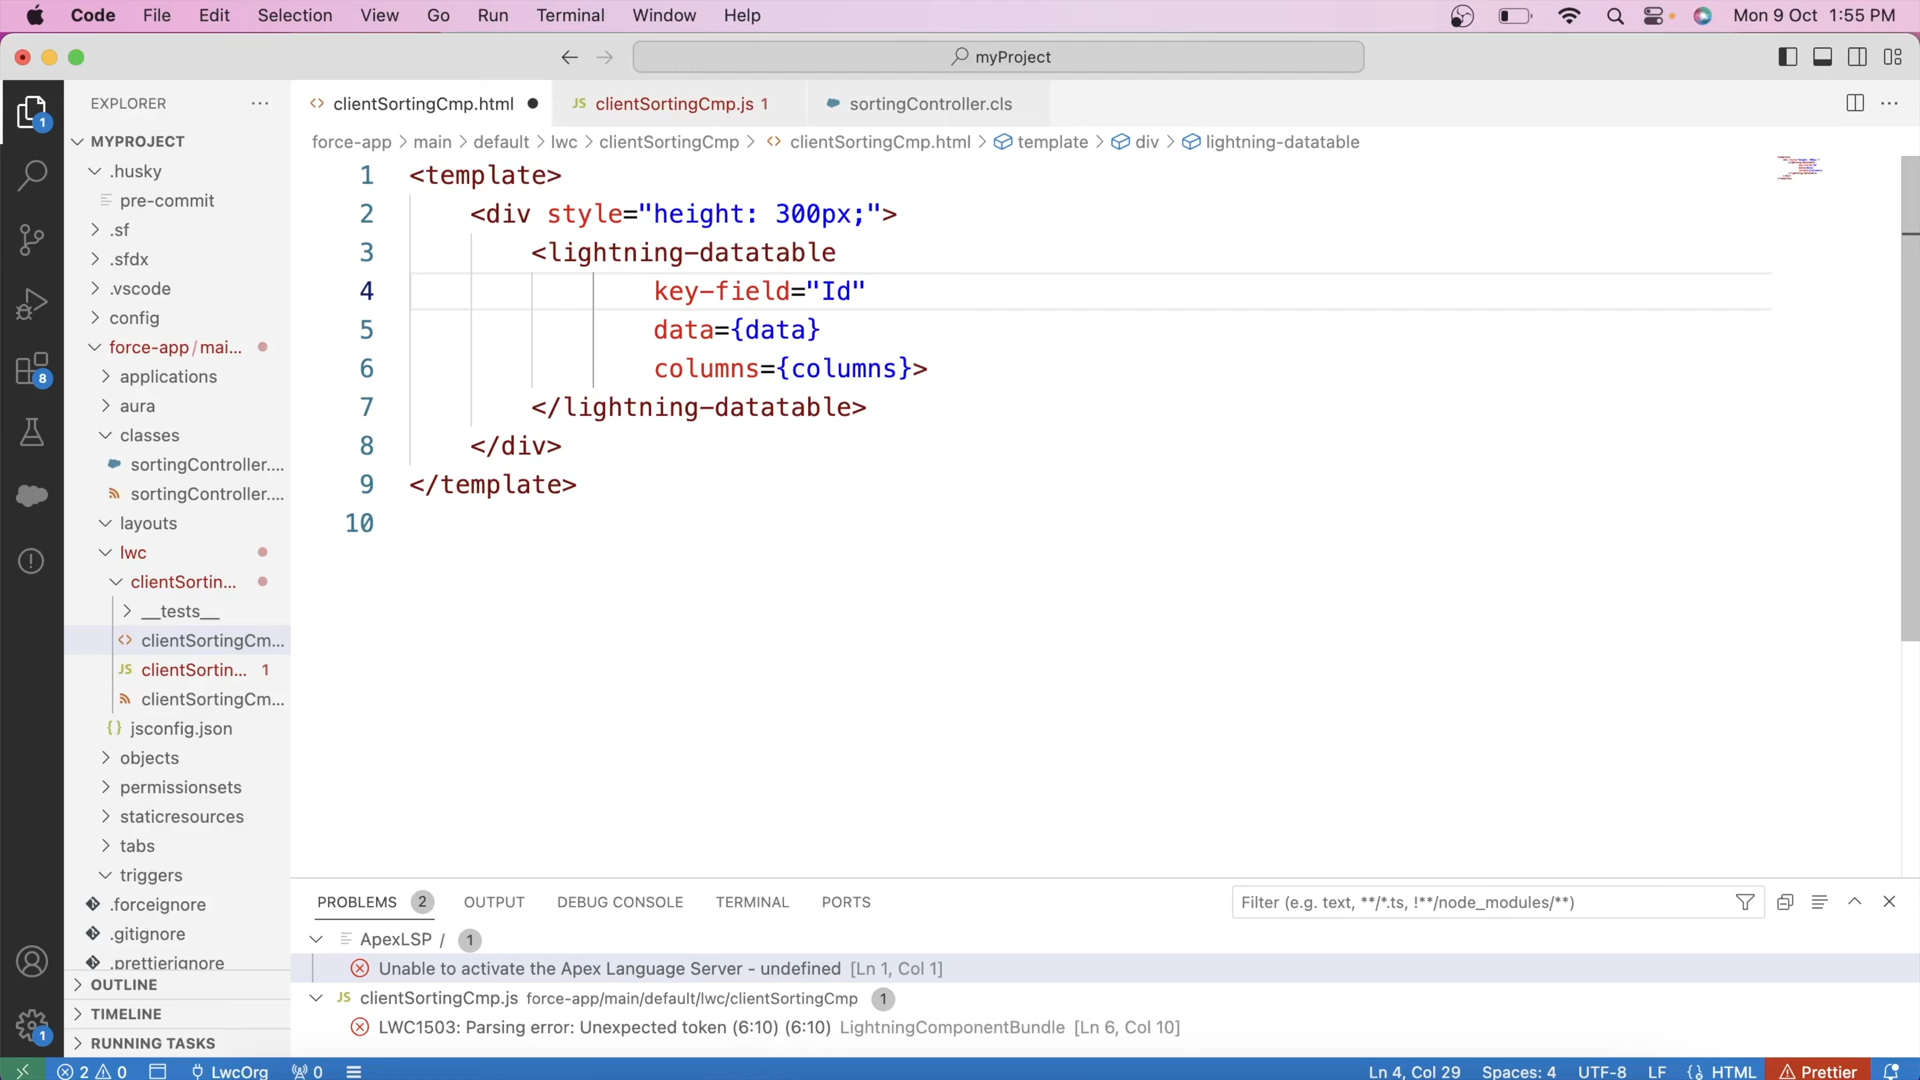 Code File Edit Selection View Go Run Terminal Window Help Mon 9 Oct 1:55 PM
myProject
EXPLORER
clientSortingCmp.html
clientSortingCmp.js 1
sortingController.cls
force-app > main > default > lwc > clientSortingCmp > clientSortingCmp.html > template > div > lightning-datatable
MYPROJECT
.husky
pre-commit
.sf
.sfdx
.vscode
config
force-app/mai...
applications
aura
classes
sortingController....
sortingController....
layouts
lwc
clientSortin...
__tests__
clientSortingCm...
clientSortin... 1
clientSortingCm...
jsconfig.json
objects
permissionsets
staticresources
tabs
triggers
.forceignore
.gitignore
.prettierignore
OUTLINE
TIMELINE
RUNNING TASKS
1
8
1
1 <template>
2 <div style="height: 300px;">
3 <lightning-datatable
4 key-field="Id"
5 data={data}
6 columns={columns}>
7 </lightning-datatable>
8 </div>
9 </template>
10
PROBLEMS 2 OUTPUT DEBUG CONSOLE TERMINAL PORTS
Filter (e.g. text, **/*.ts, !**/node_modules/**)
ApexLSP / 1
Unable to activate the Apex Language Server - undefined [Ln 1, Col 1]
JS clientSortingCmp.js force-app/main/default/lwc/clientSortingCmp 1
LWC1503: Parsing error: Unexpected token (6:10) (6:10) LightningComponentBundle [Ln 6, Col 10]
2 0 LwcOrg 0 Ln 4, Col 29 Spaces: 4 UTF-8 LF {} HTML Prettier